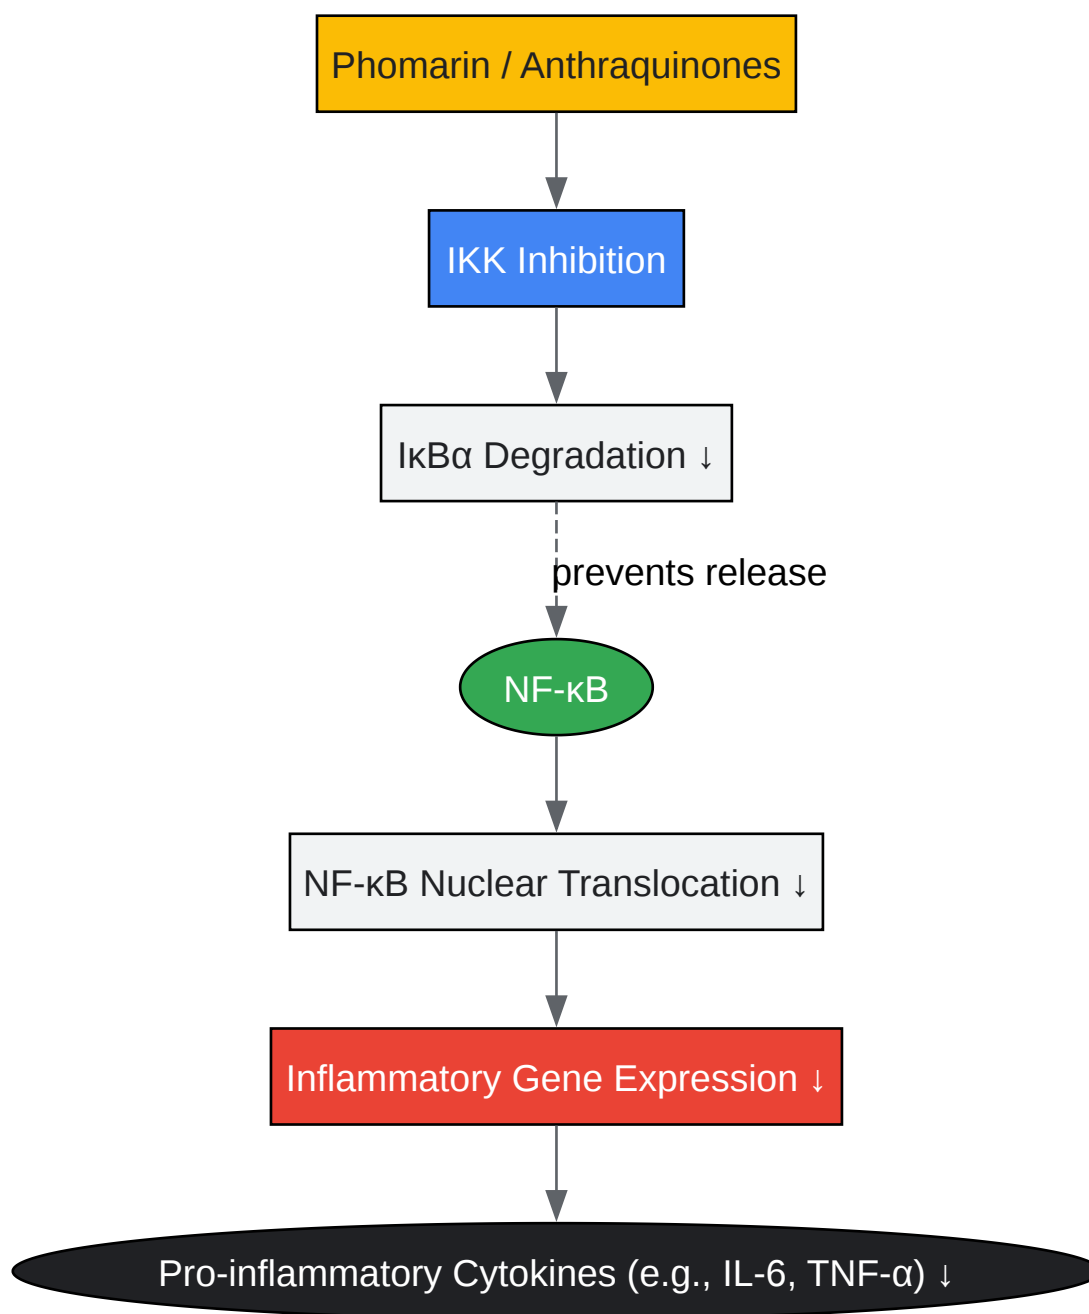 Phomarin / Anthraquinones
IKK Inhibition
IκBα Degradation ↓
prevents release
NF-κB
NF-κB Nuclear Translocation ↓
Inflammatory Gene Expression ↓
Pro-inflammatory Cytokines (e.g., IL-6, TNF-α) ↓